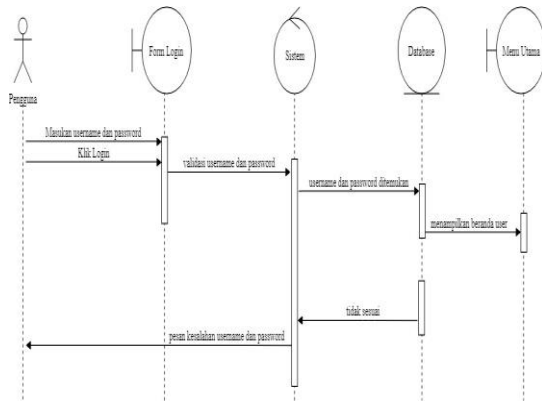 Pengguna
Form Login
Sistem
Database
Menu Utama
Masukan username dan password
Klik Login
validasi username dan password
username dan password ditemukan
menampilkan beranda user
tidak sesuai
pesan kesalahan username dan password